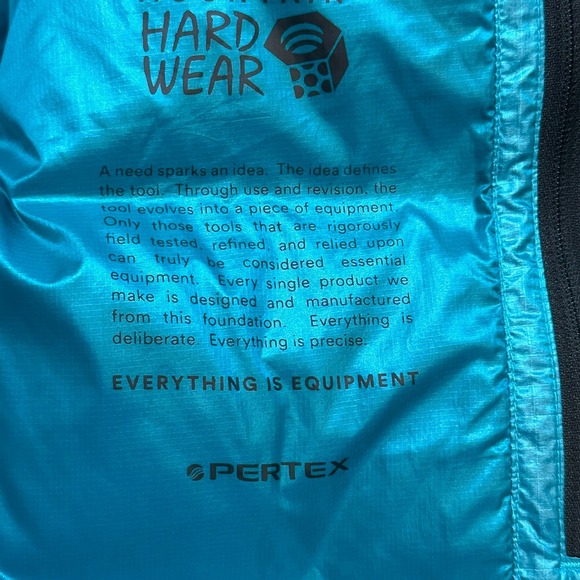 MOUNTAIN
HARD
WEAR
A need sparks an idea. The idea defines
the tool. Through use and revision, the
tool evolves into a piece of equipment.
Only those tools that are rigorously
field tested, refined, and relied upon
can truly be considered essential
equipment. Every single product we
make is designed and manufactured
from this foundation. Everything is
deliberate. Everything is precise.
EVERYTHING IS EQUIPMENT
PERTEX